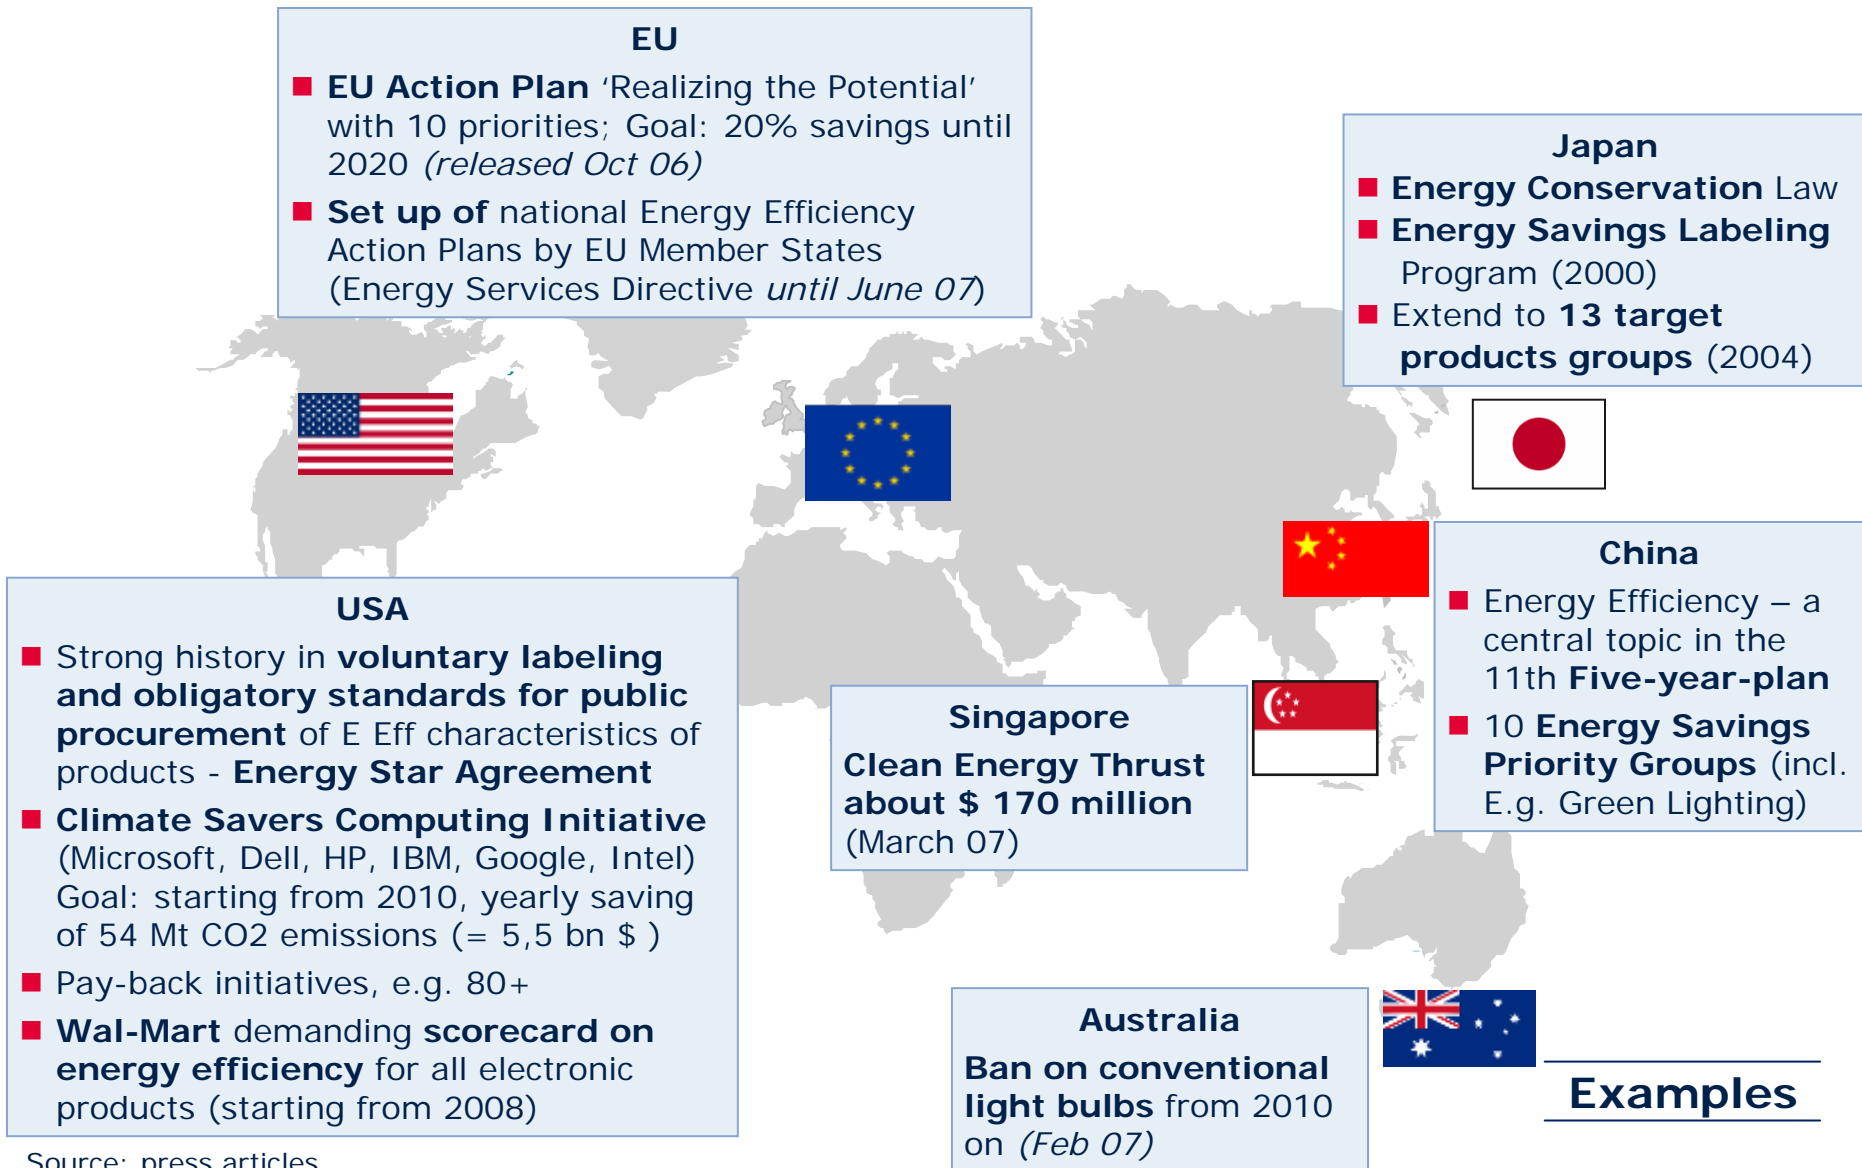 EU
EU Action Plan ‘Realizing the Potential’
with 10 priorities; Goal: 20% savings until
2020 (released Oct 06)
Set up of national Energy Efficiency
Action Plans by EU Member States
(Energy Services Directive until June 07)
Japan
Energy Conservation Law
Energy Savings Labeling
Program (2000)
Extend to 13 target
products groups (2004)
China
Energy Efficiency – a
central topic in the
11th Five-year-plan
10 Energy Savings
Priority Groups (incl.
E.g. Green Lighting)
USA
Strong history in voluntary labeling
and obligatory standards for public
procurement of E Eff characteristics of
products - Energy Star Agreement
Climate Savers Computing Initiative
(Microsoft, Dell, HP, IBM, Google, Intel)
Goal: starting from 2010, yearly saving
of 54 Mt CO2 emissions (= 5,5 bn $ )
Pay-back initiatives, e.g. 80+
Wal-Mart demanding scorecard on
energy efficiency for all electronic
products (starting from 2008)
Singapore
Clean Energy Thrust
about $ 170 million
(March 07)
Australia
Ban on conventional
light bulbs from 2010
on (Feb 07)
Examples
Source: press articles